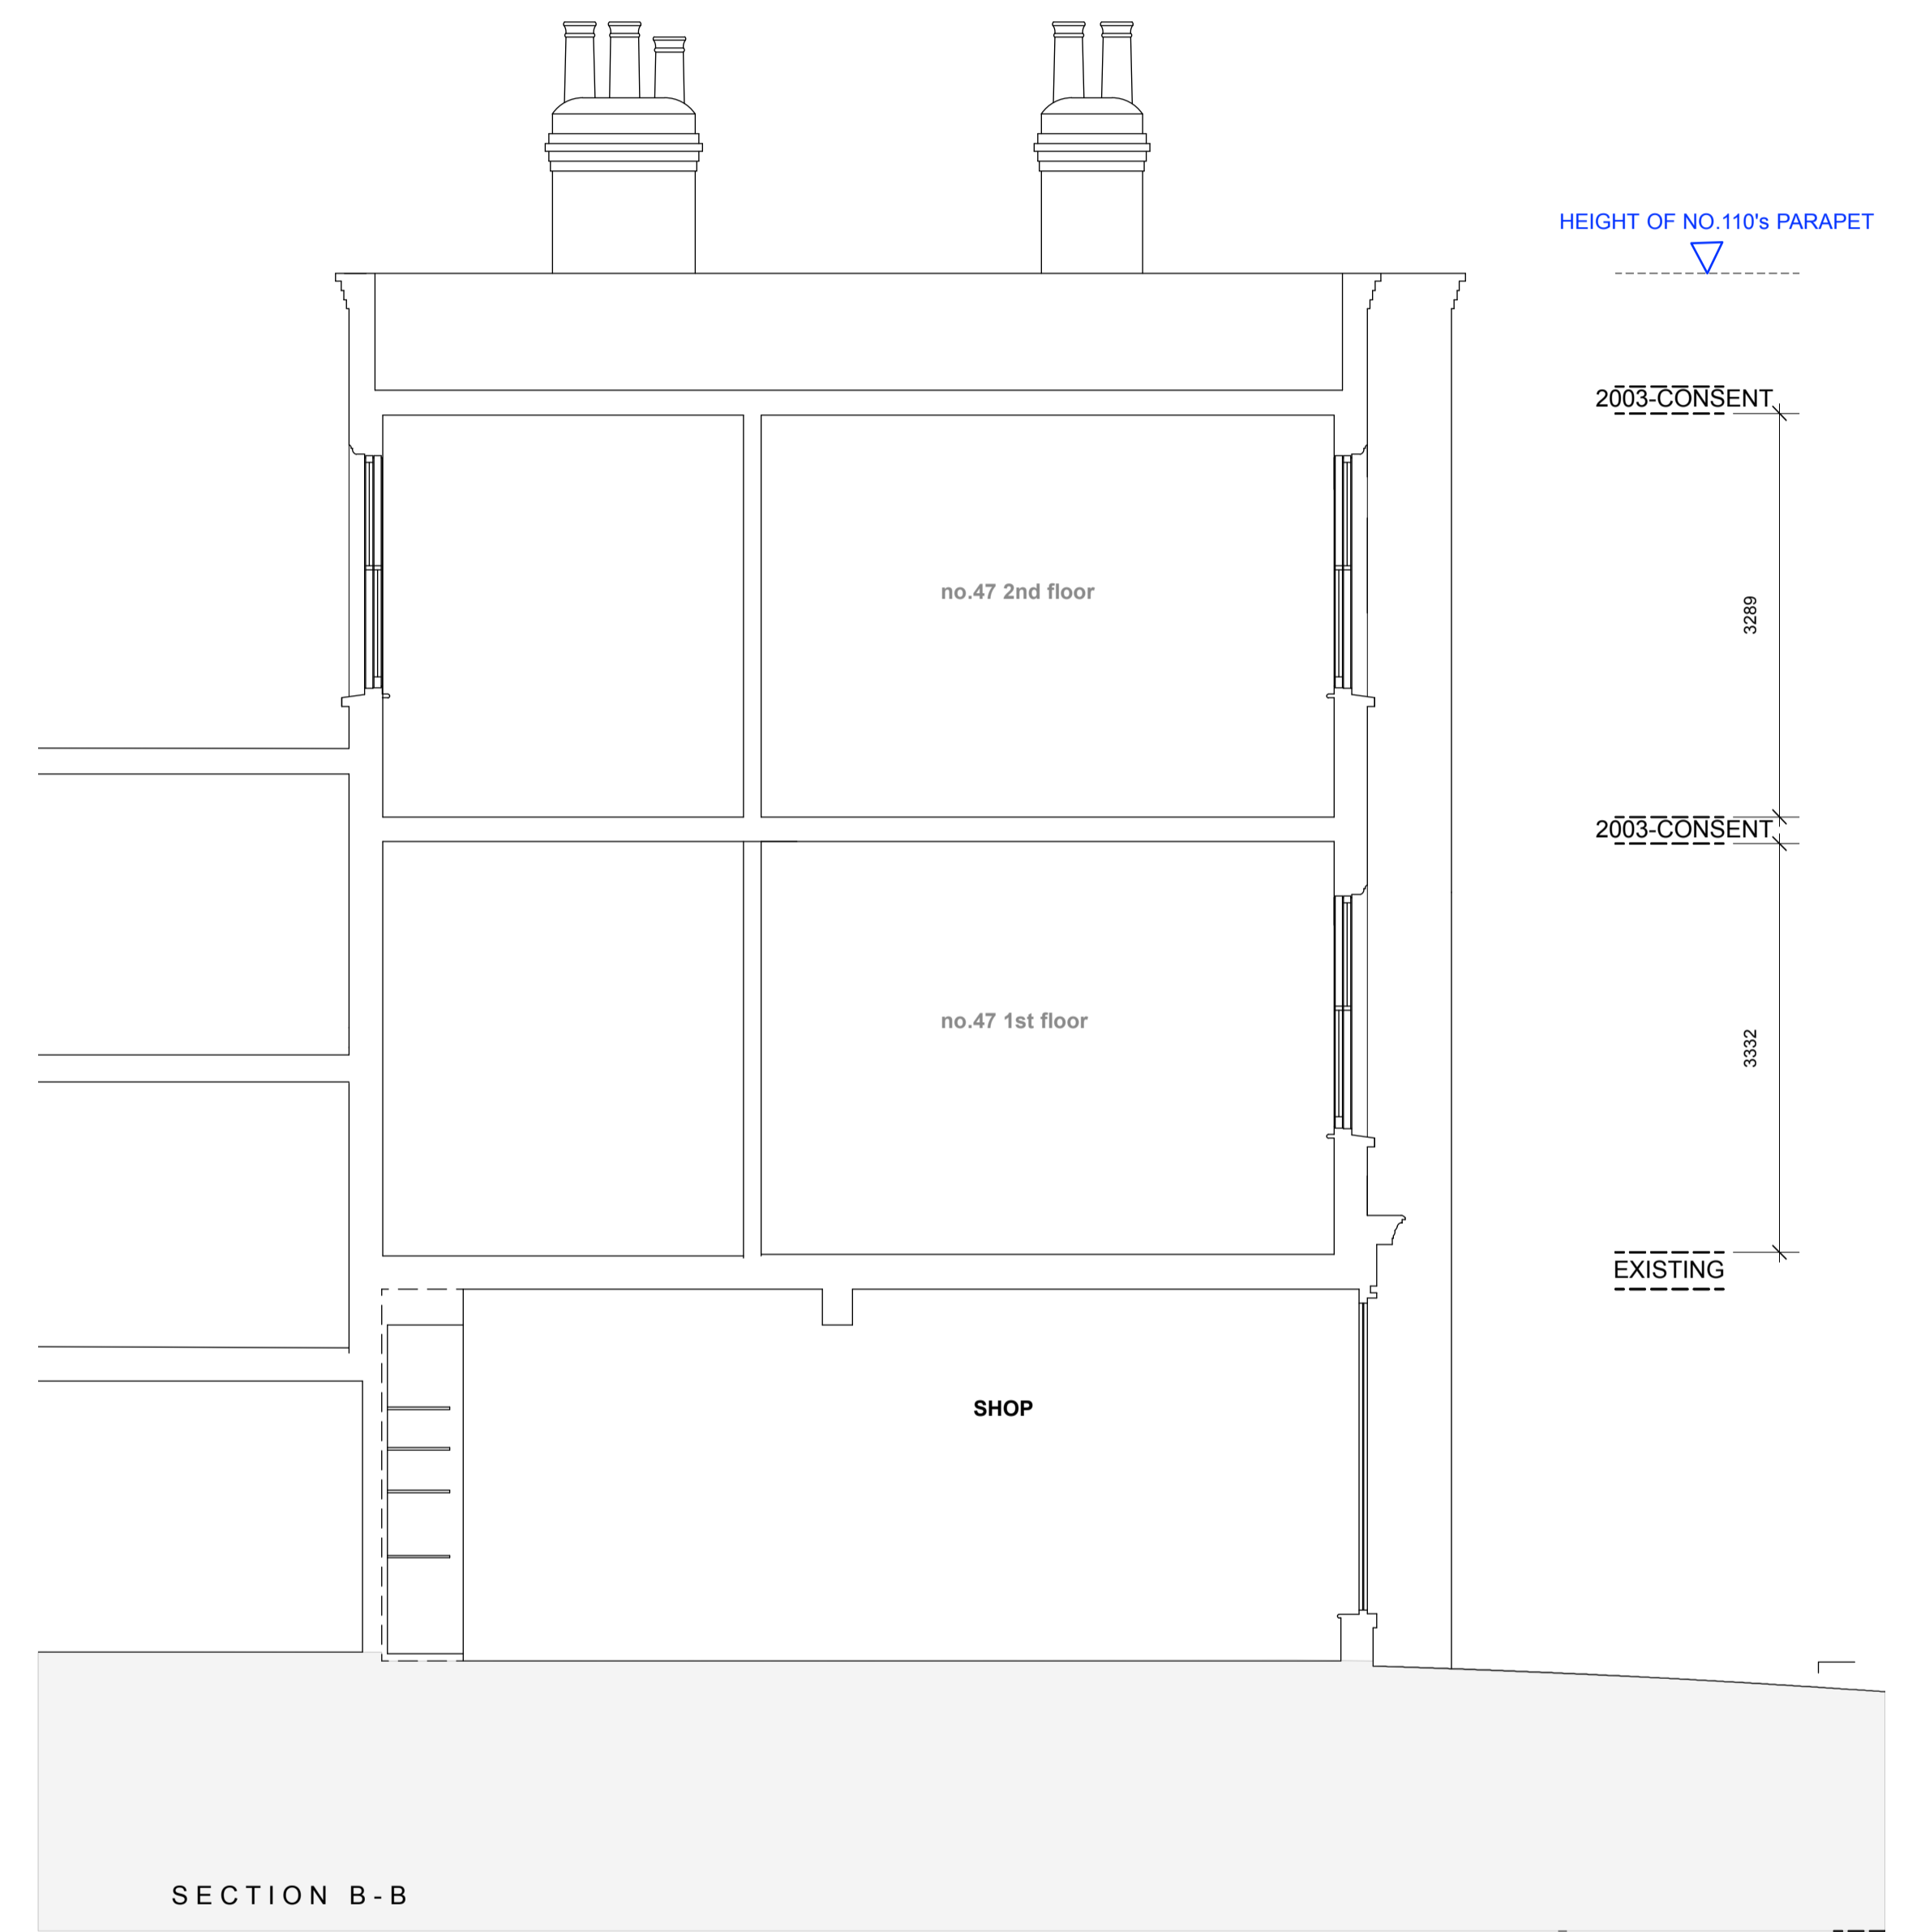 HEIGHT OF NO.110's PARAPET
2003-CONSENT
no.47 2nd floor
3289
2003-CONSENT
no.47 1st floor
3332
EXISTING
SHOP
SECTION B-B